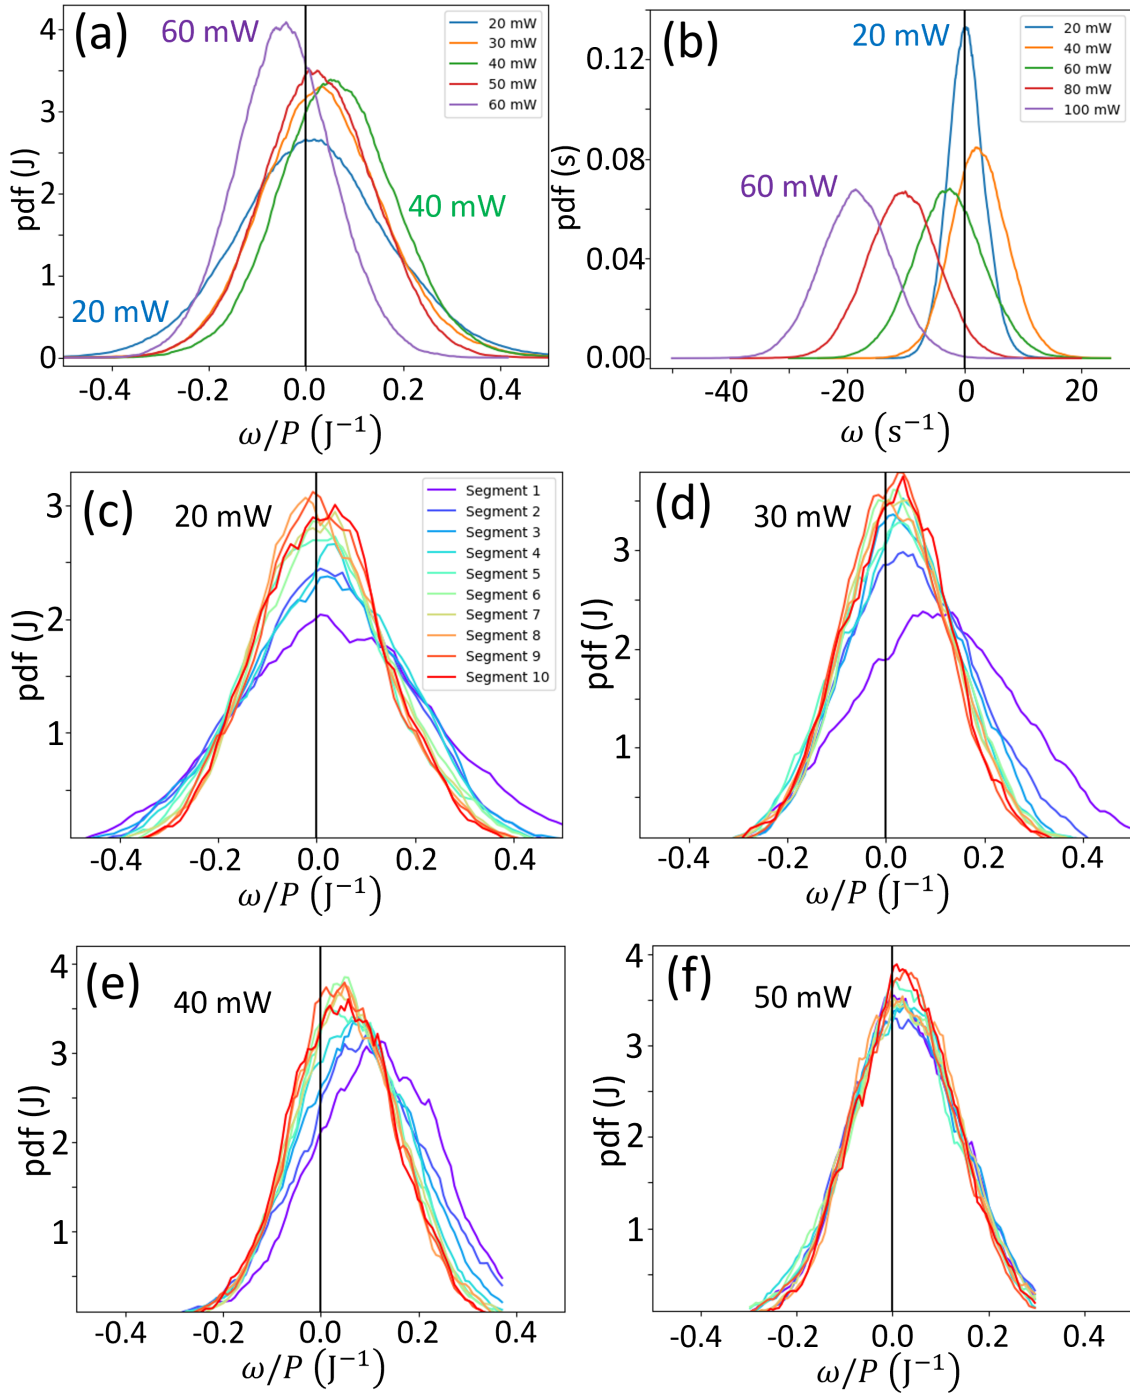 (a)
60 mW
20 mW
30 mW
40 mW
50 mW
60 mW
40 mW
20 mW
4
3
2
1
0
pdf (J)
-0.4 -0.2 0.0 0.2 0.4
ω/P (J⁻¹)
(b)
20 mW
20 mW
40 mW
60 mW
80 mW
100 mW
60 mW
0.12
0.08
0.04
0.00
pdf (s)
-40 -20 0 20
ω (s⁻¹)
(c)
20 mW
Segment 1
Segment 2
Segment 3
Segment 4
Segment 5
Segment 6
Segment 7
Segment 8
Segment 9
Segment 10
3
2
1
pdf (J)
-0.4 -0.2 0.0 0.2 0.4
ω/P (J⁻¹)
(d)
30 mW
3
2
1
pdf (J)
-0.4 -0.2 0.0 0.2 0.4
ω/P (J⁻¹)
(e)
40 mW
4
3
2
1
pdf (J)
-0.4 -0.2 0.0 0.2 0.4
ω/P (J⁻¹)
(f)
50 mW
4
3
2
1
pdf (J)
-0.4 -0.2 0.0 0.2 0.4
ω/P (J⁻¹)